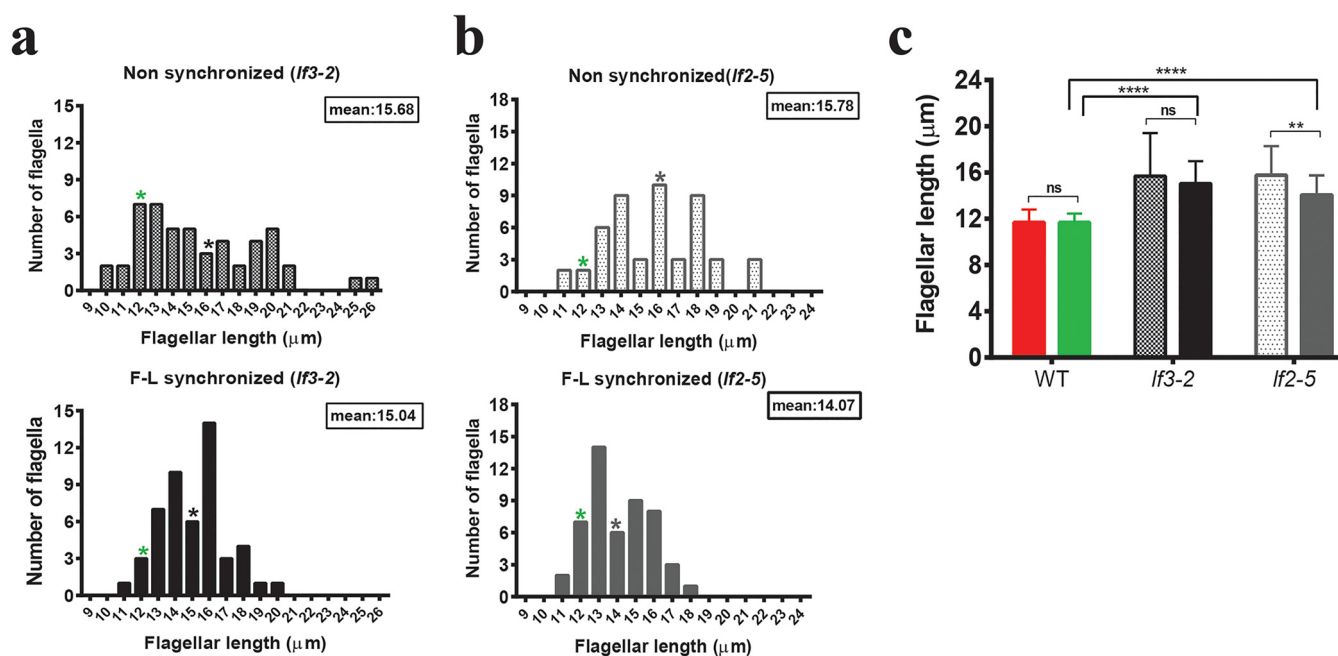 a
Non synchronized (lf3-2)
mean:15.68
Number of flagella
15
12
9
6
3
0
*
*
9 10 11 12 13 14 15 16 17 18 19 20 21 22 23 24 25 26
Flagellar length (μm)
F-L synchronized (lf3-2)
mean:15.04
Number of flagella
15
12
9
6
3
0
*
*
9 10 11 12 13 14 15 16 17 18 19 20 21 22 23 24 25 26
Flagellar length (μm)
b
Non synchronized(lf2-5)
mean:15.78
Number of flagella
18
15
12
9
6
3
0
*
*
9 10 11 12 13 14 15 16 17 18 19 20 21 22 23 24
Flagellar length (μm)
F-L synchronized (lf2-5)
mean:14.07
Number of flagella
18
15
12
9
6
3
0
*
*
9 10 11 12 13 14 15 16 17 18 19 20 21 22 23 24
Flagellar length (μm)
c
Flagellar length (μm)
24
20
16
12
8
4
0
****
****
ns
ns
**
WT lf3-2 lf2-5